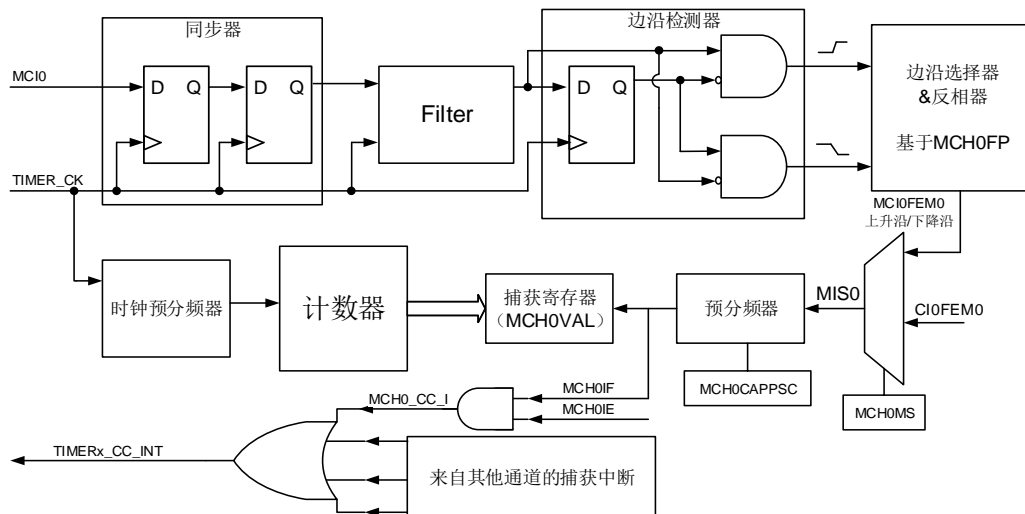 同步器
边沿检测器
MCI0
D Q
D Q
Filter
D Q
边沿选择器
&反相器
基于MCH0FP
TIMER_CK
MCI0FEM0
上升沿/下降沿
时钟预分频器
计数器
捕获寄存器
（MCH0VAL）
预分频器
MIS0
CI0FEM0
MCH0CAPPSC
MCH0MS
MCH0_CC_I
MCH0IF
MCH0IE
TIMERx_CC_INT
来自其他通道的捕获中断